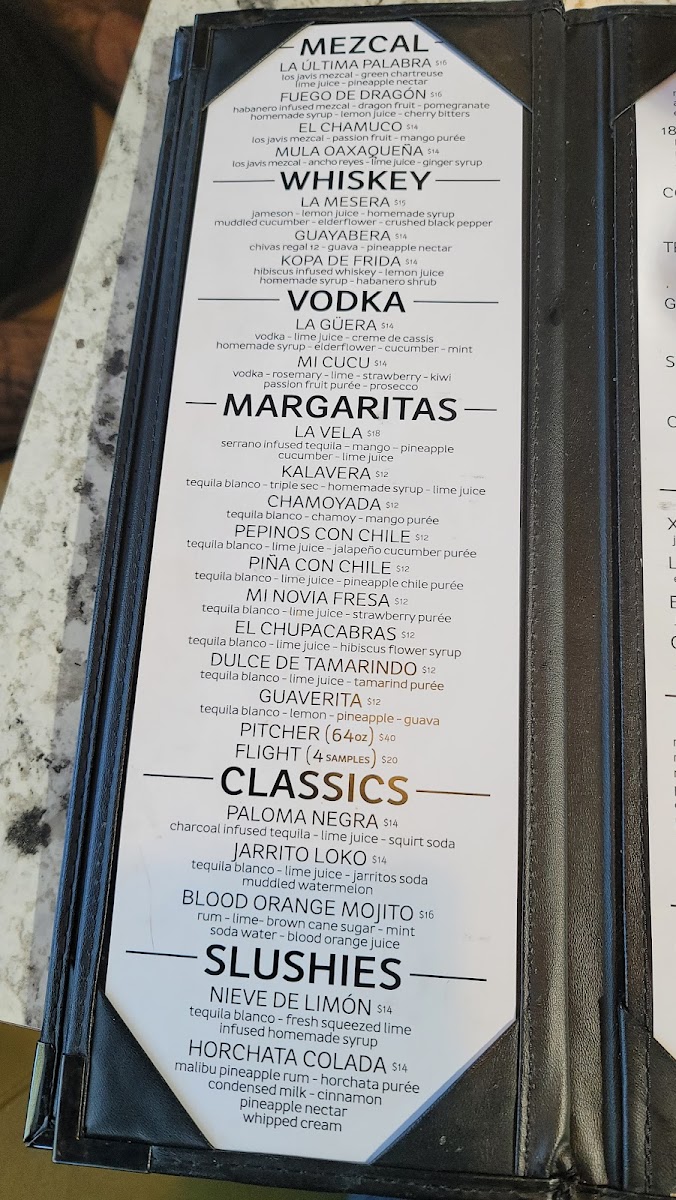 MEZCAL
LA ÚLTIMA PALABRA $16
los javis mezcal - green chartreuse
lime juice - pineapple nectar
FUEGO DE DRAGÓN $16
habanero infused mezcal - dragon fruit - pomegranate
homemade syrup - lemon juice - cherry bitters
EL CHAMUCO $14
los javis mezcal - passion fruit - mango purée
MULA OAXAQUEÑA $14
los javis mezcal - ancho reyes - lime juice - ginger syrup
WHISKEY
LA MESERA $15
jameson - lemon juice - homemade syrup
muddled cucumber - elderflower - crushed black pepper
GUAYABERA $14
chivas regal 12 - guava - pineapple nectar
KOPA DE FRIDA $14
hibiscus infused whiskey - lemon juice
homemade syrup - habanero shrub
VODKA
LA GÜERA $14
vodka - lime juice - creme de cassis
homemade syrup - elderflower - cucumber - mint
MI CUCU $14
vodka - rosemary - lime - strawberry - kiwi
passion fruit purée - prosecco
MARGARITAS
LA VELA $18
serrano infused tequila - mango - pineapple
cucumber - lime juice
KALAVERA $12
tequila blanco - triple sec - homemade syrup - lime juice
CHAMOYADA $12
tequila blanco - chamoy - mango purée
PEPINOS CON CHILE $12
tequila blanco - lime juice - jalapeño cucumber purée
PIÑA CON CHILE $12
tequila blanco - lime juice - pineapple chile purée
MI NOVIA FRESA $12
tequila blanco - lime juice - strawberry purée
EL CHUPACABRAS $12
tequila blanco - lime juice - hibiscus flower syrup
DULCE DE TAMARINDO $12
tequila blanco - lime juice - tamarind purée
GUAVERITA $12
tequila blanco - lemon - pineapple - guava
PITCHER (64oz) $40
FLIGHT (4 SAMPLES) $20
CLASSICS
PALOMA NEGRA $14
charcoal infused tequila - lime juice - squirt soda
JARRITO LOKO $14
tequila blanco - lime juice - jarritos soda
muddled watermelon
BLOOD ORANGE MOJITO $16
rum - lime- brown cane sugar - mint
soda water - blood orange juice
SLUSHIES
NIEVE DE LIMÓN $14
tequila blanco - fresh squeezed lime
infused homemade syrup
HORCHATA COLADA $14
malibu pineapple rum - horchata purée
condensed milk - cinnamon
pineapple nectar
whipped cream